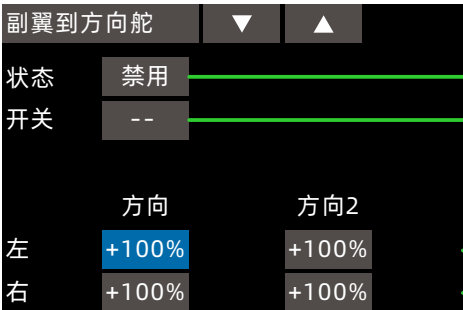 副翼到方向舵 ▼ ▲
状态 禁用
开关 --
方向 方向2
左 +100% +100%
右 +100% +100%